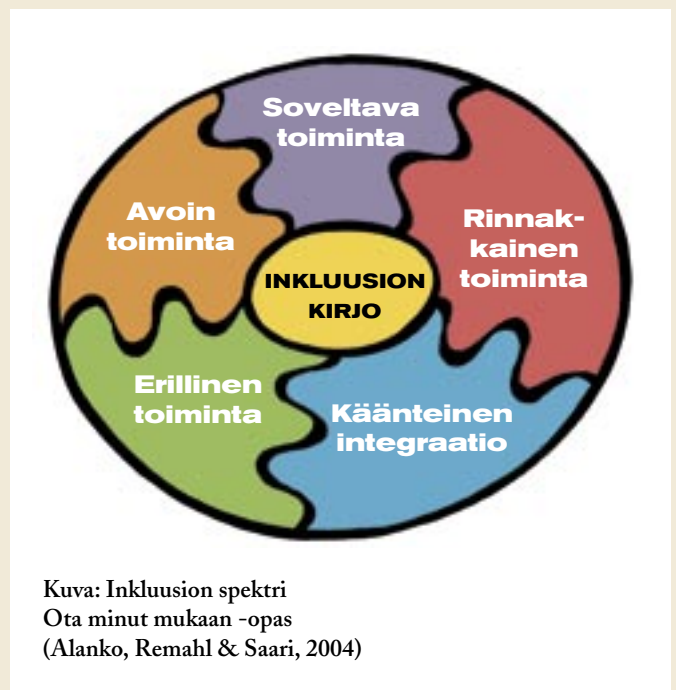 Soveltava
toiminta
Avoin
toiminta
Rinnak-
kainen
toiminta
INKLUUSION
KIRJO
Erillinen
toiminta
Käänteinen
integraatio
Kuva: Inkluusion spektri
Ota minut mukaan -opas
(Alanko, Remahl & Saari, 2004)